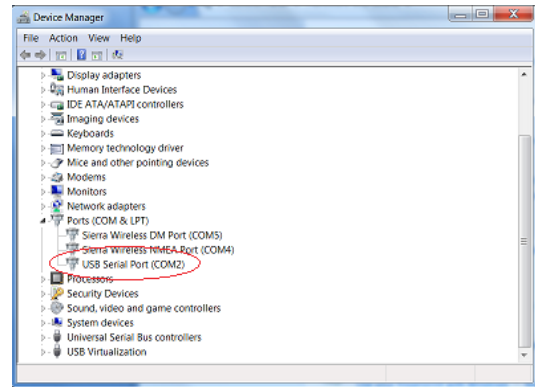 Device Manager
File Action View Help
Display adapters
Human Interface Devices
IDE ATA/ATAPI controllers
Imaging devices
Keyboards
Memory technology driver
Mice and other pointing devices
Modems
Monitors
Network adapters
Ports (COM & LPT)
Sierra Wireless DM Port (COM5)
Sierra Wireless NMEA Port (COM4)
USB Serial Port (COM2)
Processors
Security Devices
Sound, video and game controllers
System devices
Universal Serial Bus controllers
USB Virtualization